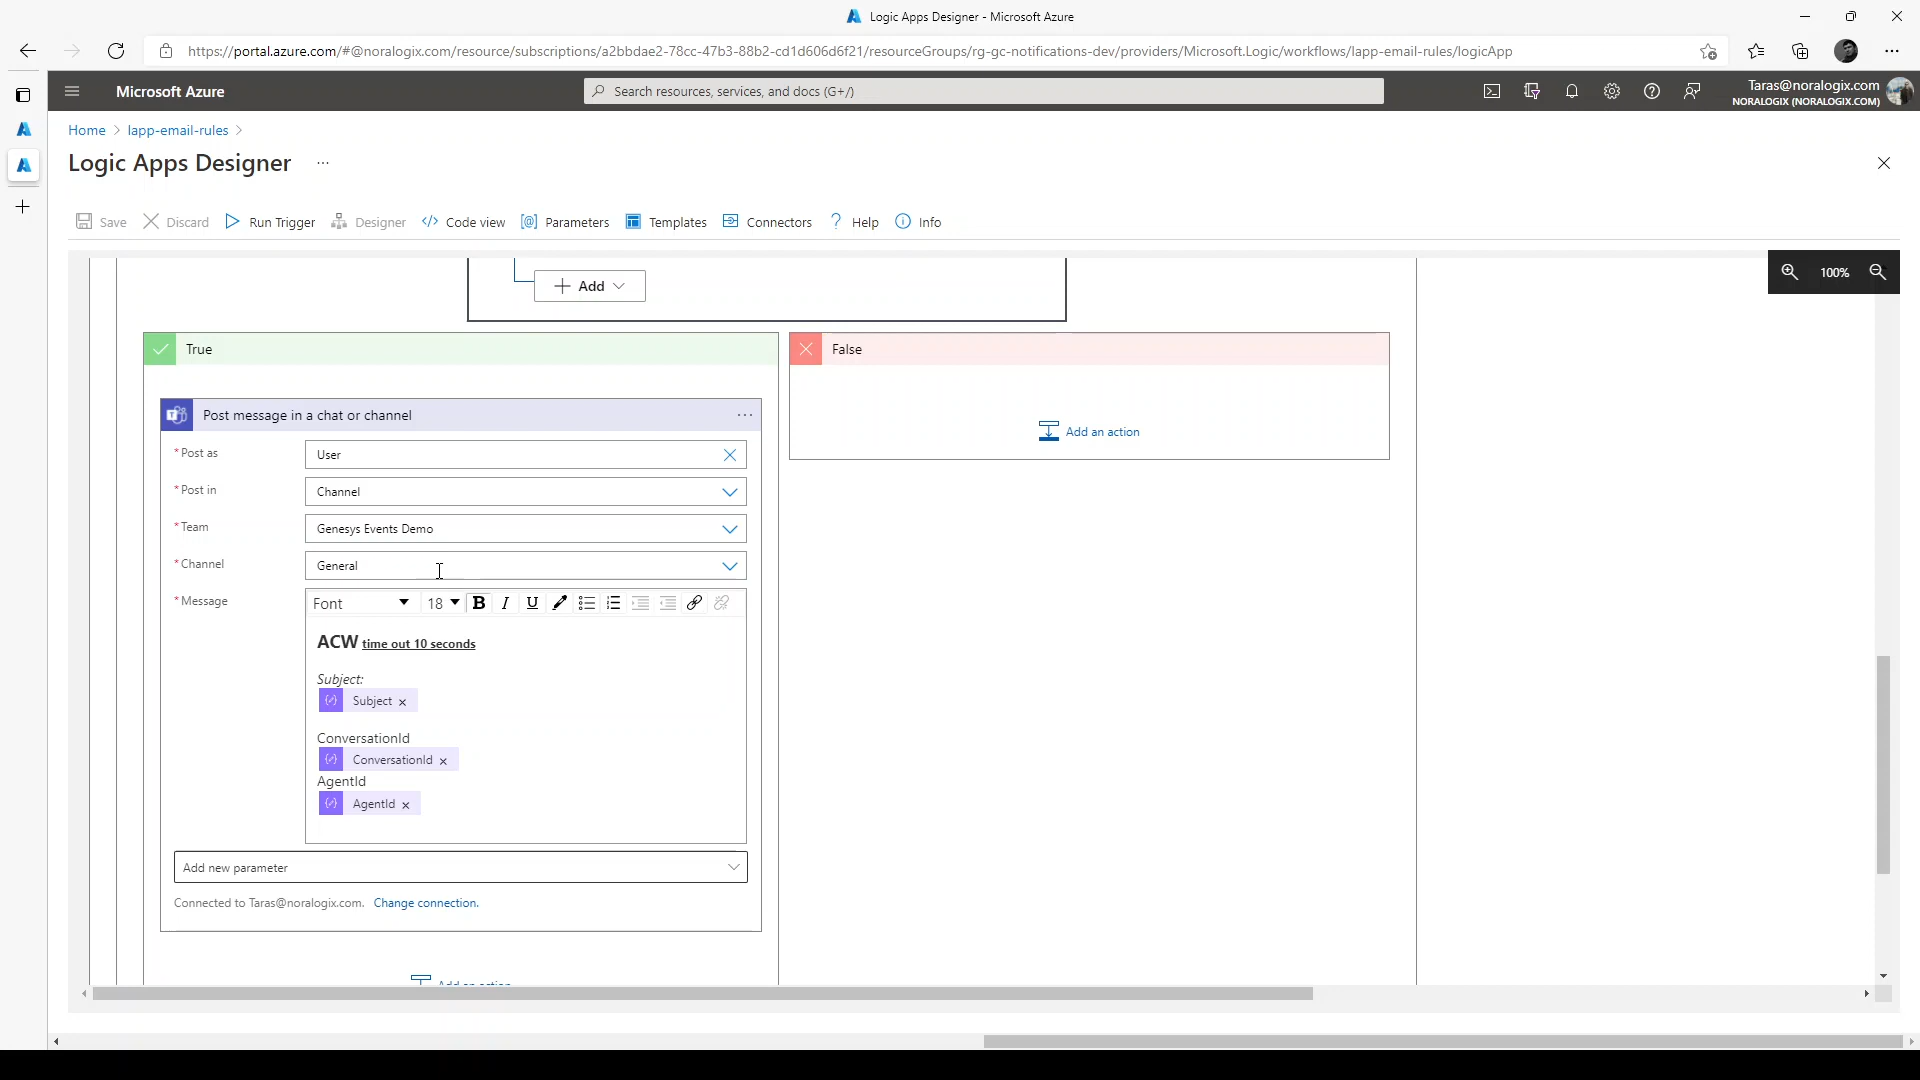 Logic Apps Designer - Microsoft Azure
https://portal.azure.com/#@noralogix.com/resource/subscriptions/a2bbdae2-78cc-47b3-88b2-cd1d606d6f21/resourceGroups/rg-gc-notifications-dev/providers/Microsoft.Logic/workflows/lapp-email-rules/logicApp
Microsoft Azure
Search resources, services, and docs (G+/)
Taras@noralogix.com
NORALOGIX (NORALOGIX.COM)
Home > lapp-email-rules >
Logic Apps Designer ...
Save Discard Run Trigger Designer Code view Parameters Templates Connectors Help Info
Add
100%
True
False
Post message in a chat or channel
Add an action
* Post as
User
* Post in
Channel
* Team
Genesys Events Demo
* Channel
General
* Message
Font 18 B I U
ACW time out 10 seconds
Subject:
Subject ×
ConversationId
ConversationId ×
AgentId
AgentId ×
Add new parameter
Connected to Taras@noralogix.com. Change connection.
Add an action